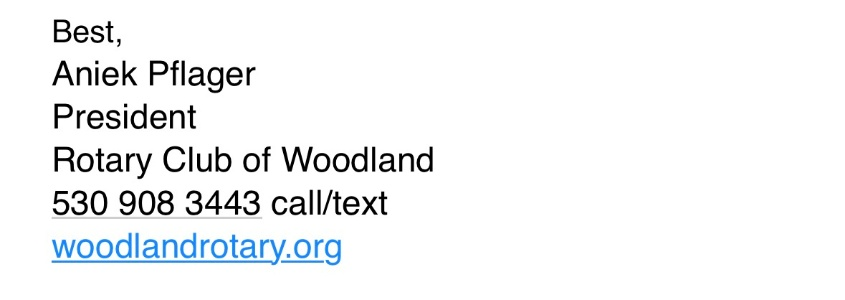 Best,
Aniek Pflager
President
Rotary Club of Woodland
530 908 3443 call/text
woodlandrotary.org